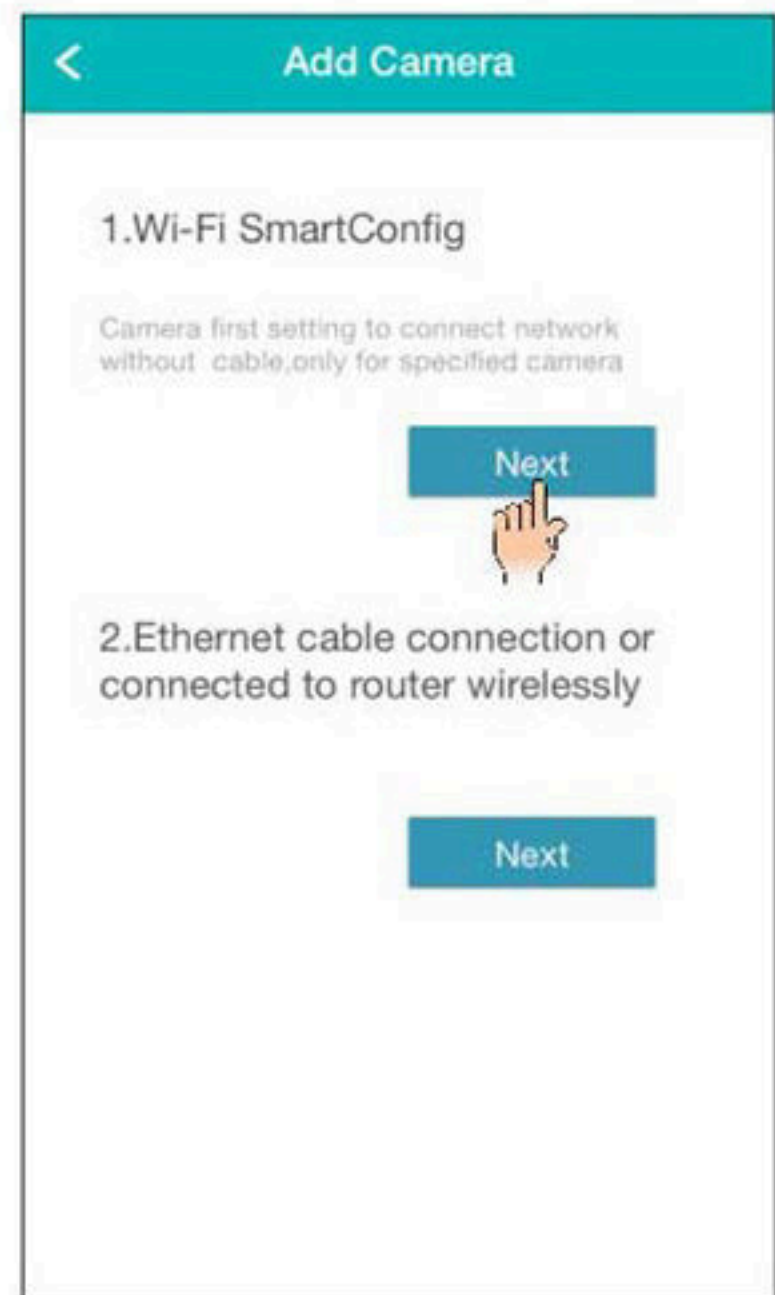 Add Camera
1.Wi-Fi SmartConfig
Camera first setting to connect network
without cable,only for specified camera
Next
2.Ethernet cable connection or
connected to router wirelessly
Next